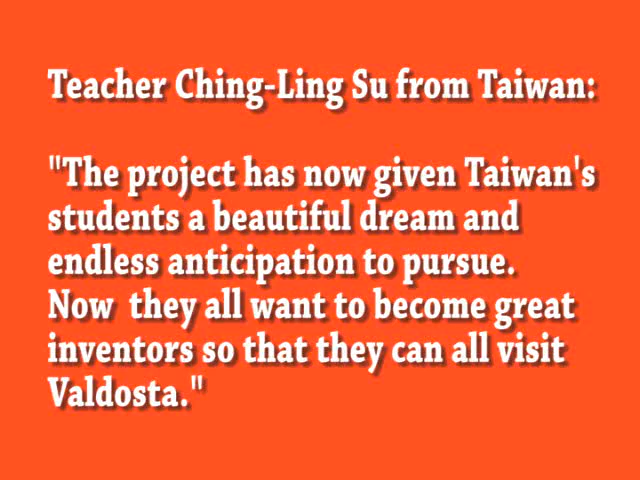 Teacher Ching-Ling Su from Taiwan:
"The project has now given Taiwan's
students a beautiful dream and
endless anticipation to pursue.
Now  they all want to become great
inventors so that they can all visit
Valdosta."